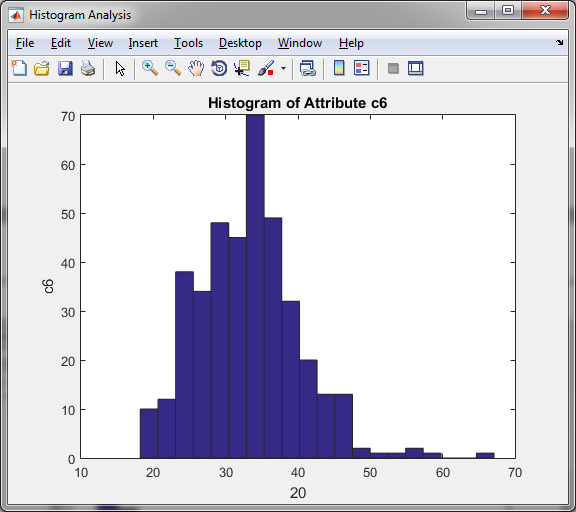 Histogram Analysis
File Edit View Insert Tools Desktop Window Help
Histogram of Attribute c6
70
60
50
40
30
20
10
0
c6
10 20 30 40 50 60 70
20